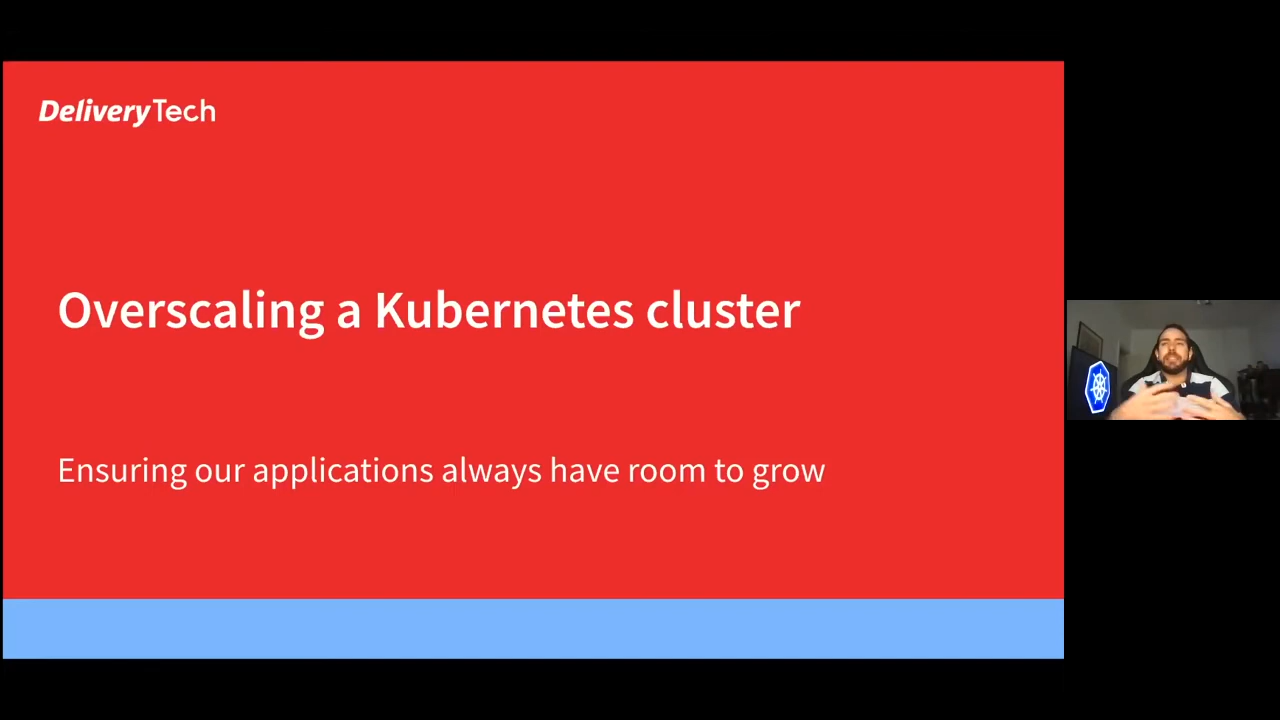 DeliveryTech
Overscaling a Kubernetes cluster
Ensuring our applications always have room to grow